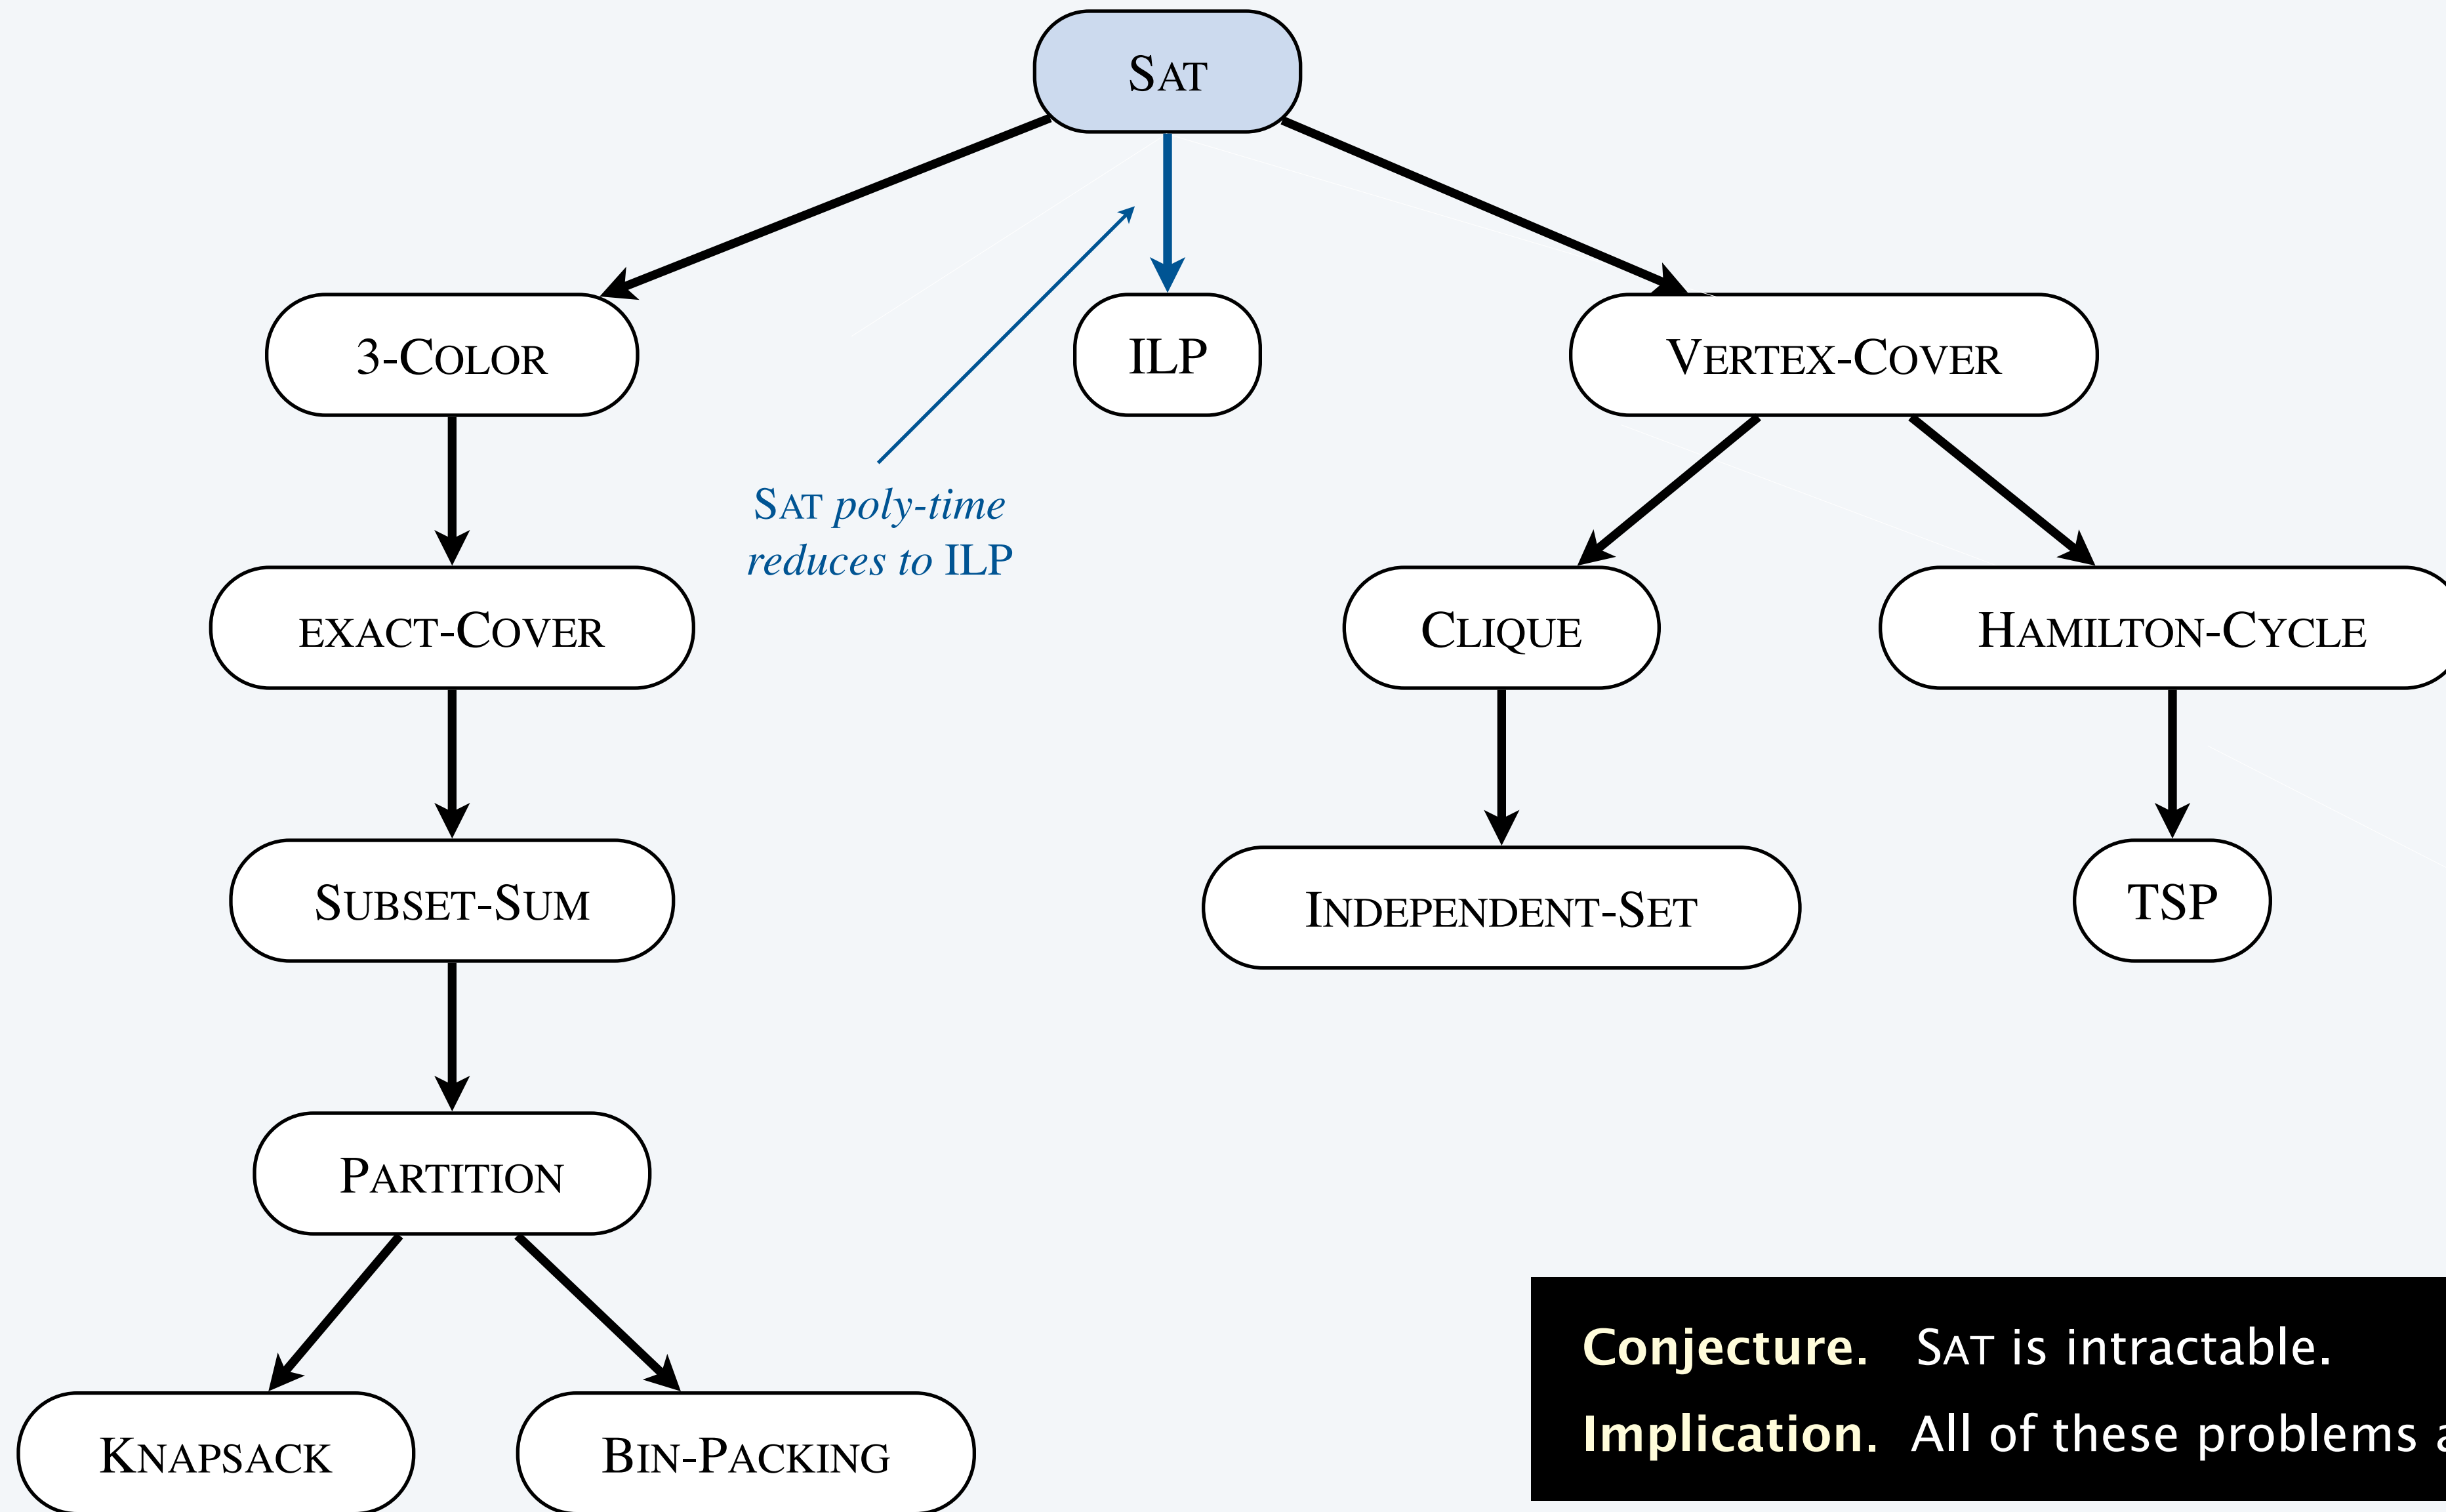 SAT
3-COLOR
ILP
VERTEX-COVER
SAT poly-time
reduces to ILP
EXACT-COVER
CLIQUE
HAMILTON-CYCLE
SUBSET-SUM
INDEPENDENT-SET
TSP
PARTITION
Conjecture. SAT is intractable.
Implication. All of these problems a
KNAPSACK
BIN-PACKING